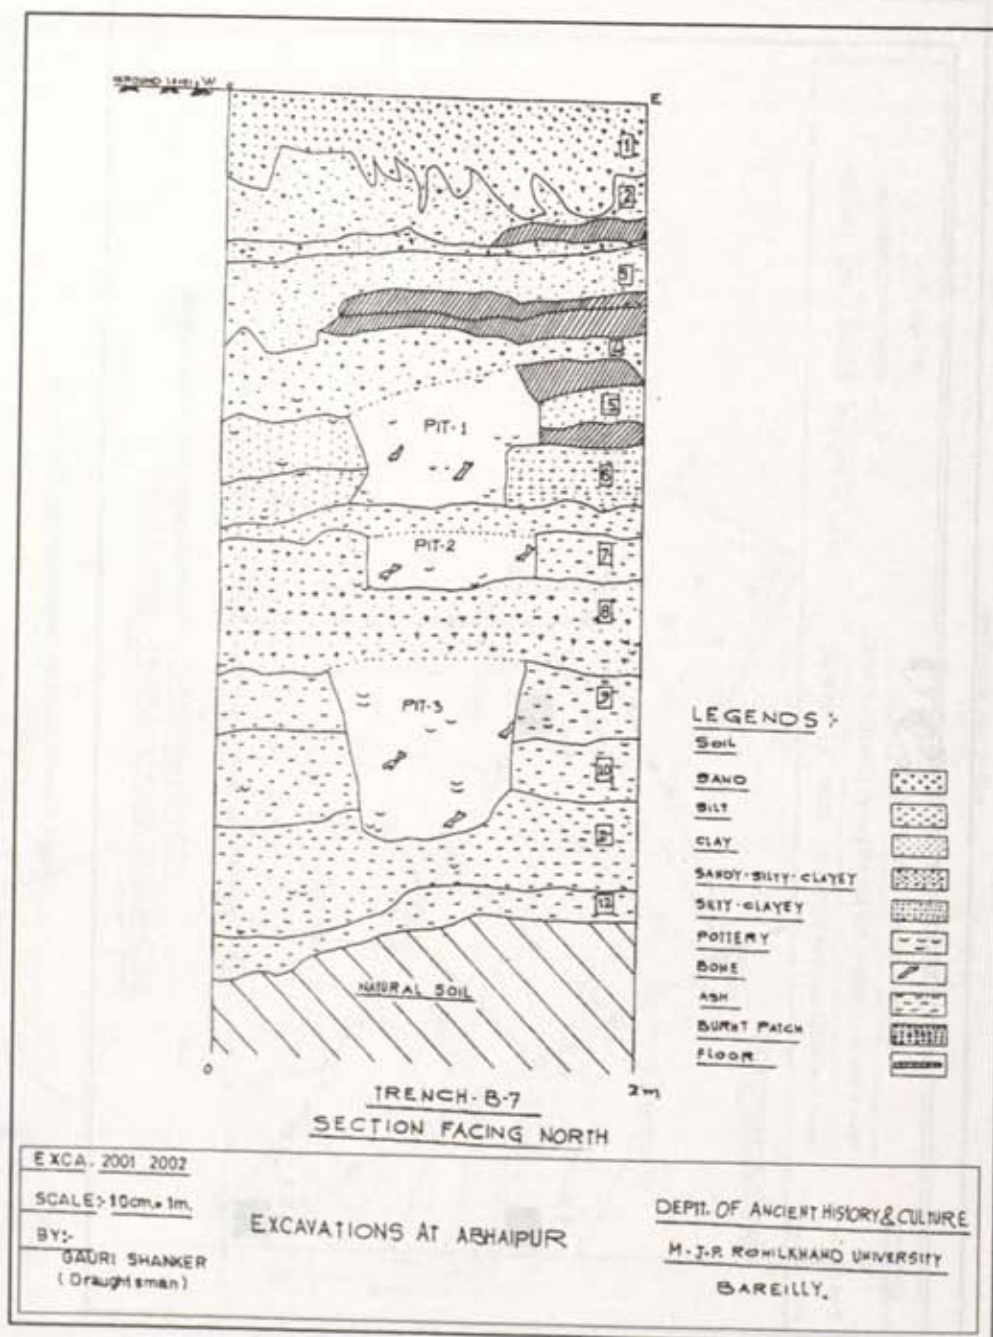 GROUND LEVEL W
E
1
2
3
4
5
PIT-1
6
PIT-2
7
8
9
PIT-3
10
12
NATURAL SOIL
0
2m
LEGENDS :-
SOIL
SAND
SILT
CLAY
SANDY-SILTY-CLAYEY
SILTY-CLAYEY
POTTERY
BONE
ASH
BURNT PATCH
FLOOR
TRENCH-B-7
SECTION FACING NORTH
EXCA. 2001 2002
SCALE:- 10cm = 1m.
BY:-
GAURI SHANKER
(Draughtsman)
EXCAVATIONS AT ABHAIPUR
DEPTT. OF ANCIENT HISTORY & CULTURE
M.J.P. ROHILKHAND UNIVERSITY
BAREILLY.